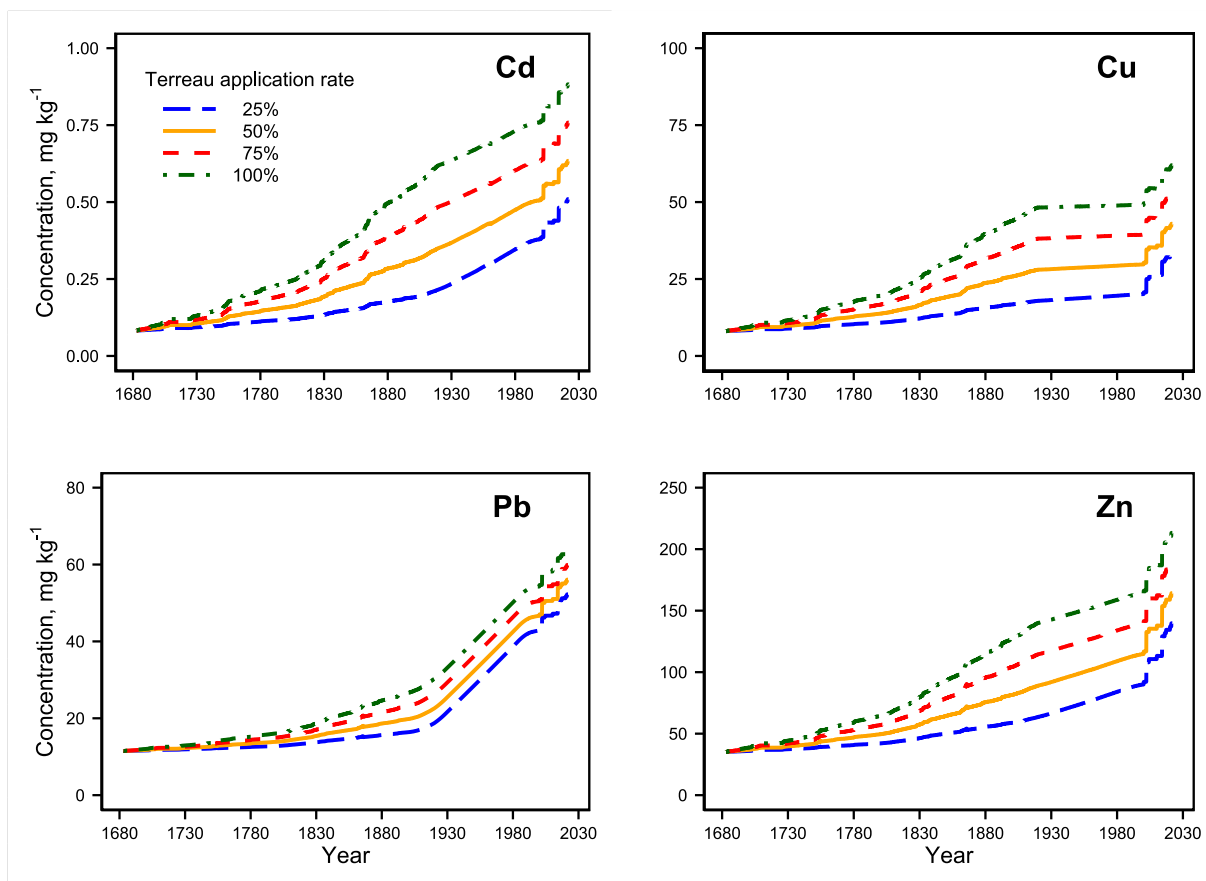 Cd
Terreau application rate
25%
50%
75%
100%
Concentration, mg kg-1
1.00
0.75
0.50
0.25
0.00
1680 1730 1780 1830 1880 1930 1980 2030
Cu
100
75
50
25
0
1680 1730 1780 1830 1880 1930 1980 2030
Pb
Concentration, mg kg-1
80
60
40
20
0
1680 1730 1780 1830 1880 1930 1980 2030
Year
Zn
250
200
150
100
50
0
1680 1730 1780 1830 1880 1930 1980 2030
Year